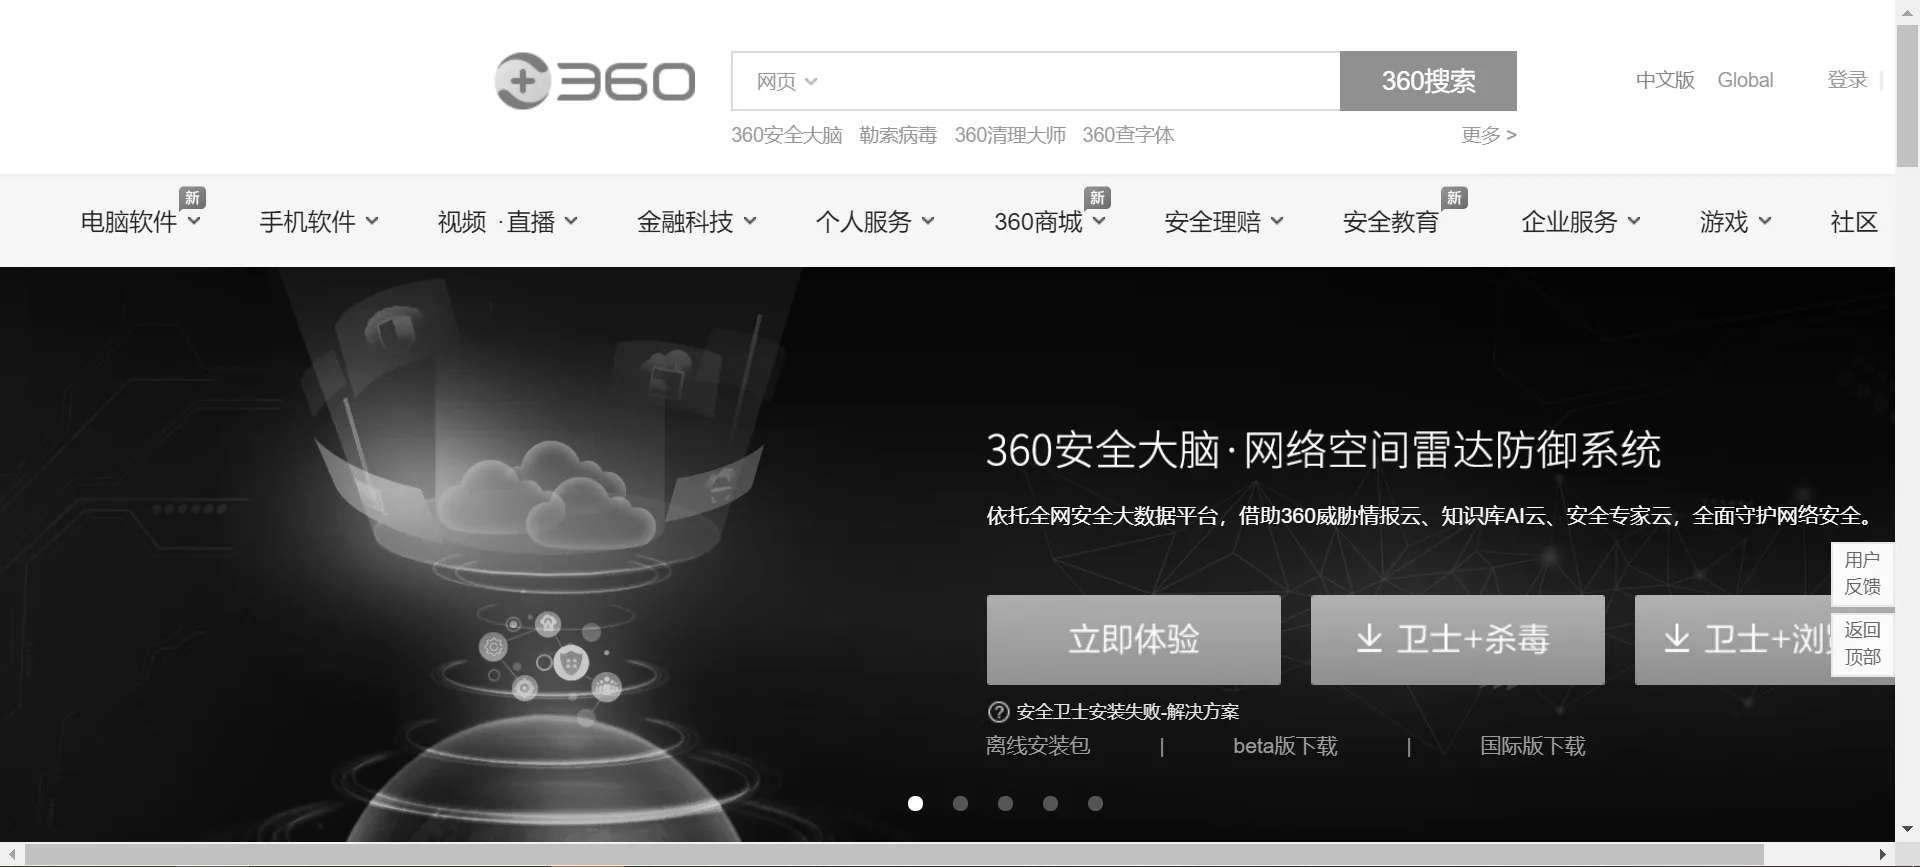 360
网页
360搜索
中文版 Global 登录
360安全大脑 勒索病毒 360清理大师 360查字体 更多 >
新 新 新
电脑软件 手机软件 视频 · 直播 金融科技 个人服务 360商城 安全理赔 安全教育 企业服务 游戏 社区
360安全大脑·网络空间雷达防御系统
依托全网安全大数据平台，借助360威胁情报云、知识库AI云、安全专家云，全面守护网络安全。
用户
反馈
立即体验 卫士+杀毒 卫士+浏
返回
顶部
安全卫士安装失败-解决方案
离线安装包 | beta版下载 | 国际版下载